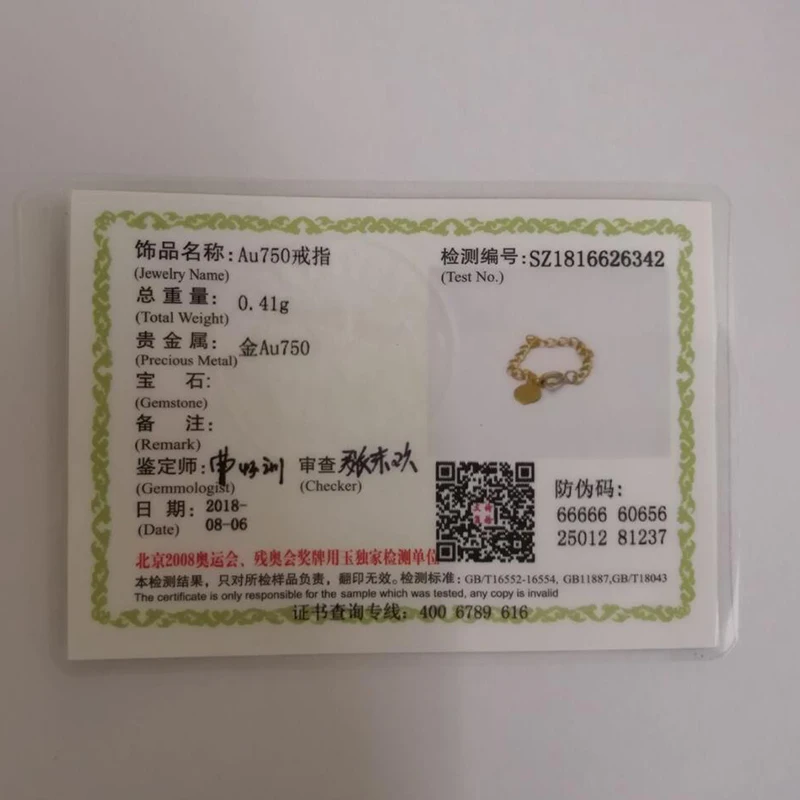 饰品名称:Au750戒指
(Jewelry Name)
总重量: 0.41g
(Total Weight)
贵金属: 金Au750
(Precious Metal)
宝 石:
(Gemstone)
备 注:
(Remark)
鉴定师:
(Gemmologist)
审查
(Checker)
日 期: 2018-
08-06
(Date)
检测编号:SZ1816626342
(Test No.)
防伪码:
66666 60656
25012 81237
北京2008奥运会、残奥会奖牌用玉独家检测单位
本检测结果，只对所检样品负责，翻印无效。检测标准: GB/T16552-16554, GB11887,GB/T18043
The certificate is only responsible for the sample which was tested, any copy is invalid
证书查询专线: 400 6789 616